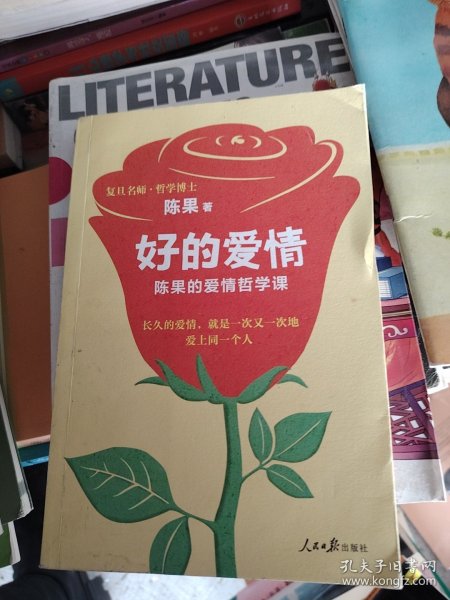 LITERATURE
复旦名师·哲学博士
陈果 著
好的爱情
陈果的爱情哲学课
长久的爱情，就是一次又一次地
爱上同一个人
人民日报出版社
孔夫子旧书网
www.kongfz.com